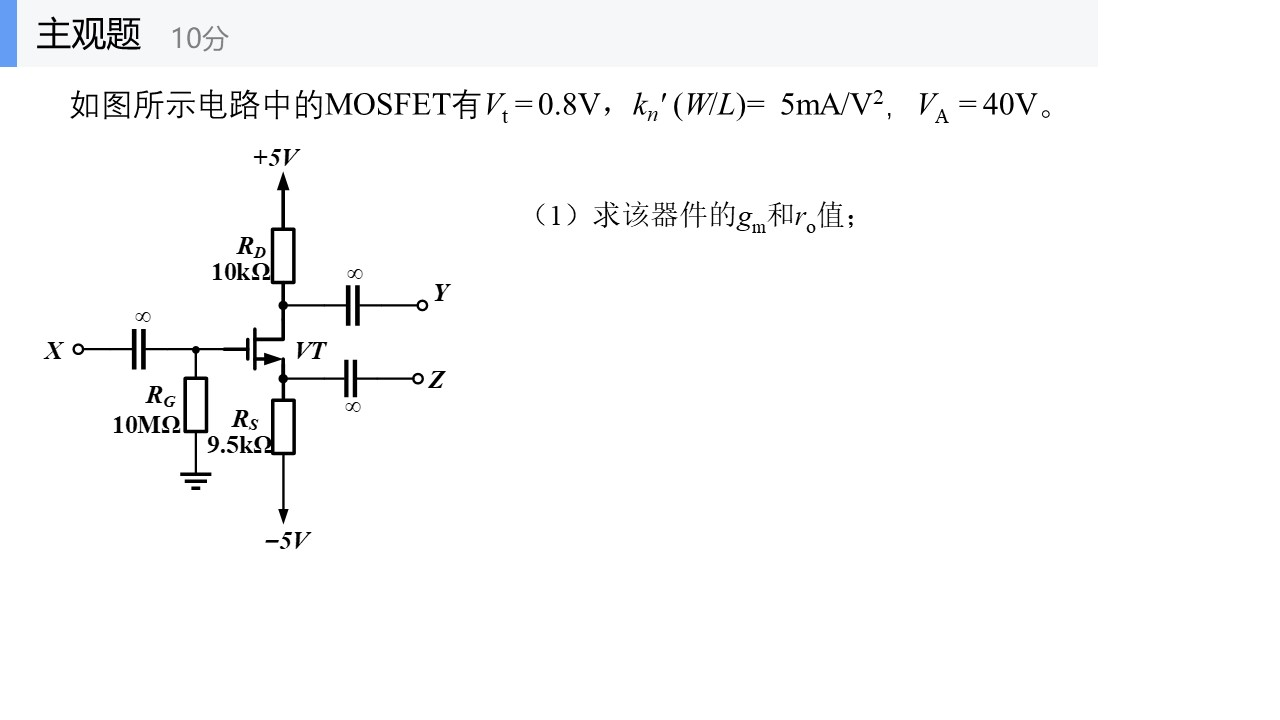 主观题 10分
如图所示电路中的MOSFET有Vt = 0.8V，kn′ (W/L)= 5mA/V²，VA = 40V。
+5V
（1）求该器件的gm和ro值；
RD
10kΩ
∞
Y
∞
X
VT
Z
RG
∞
10MΩ
RS
9.5kΩ
−5V